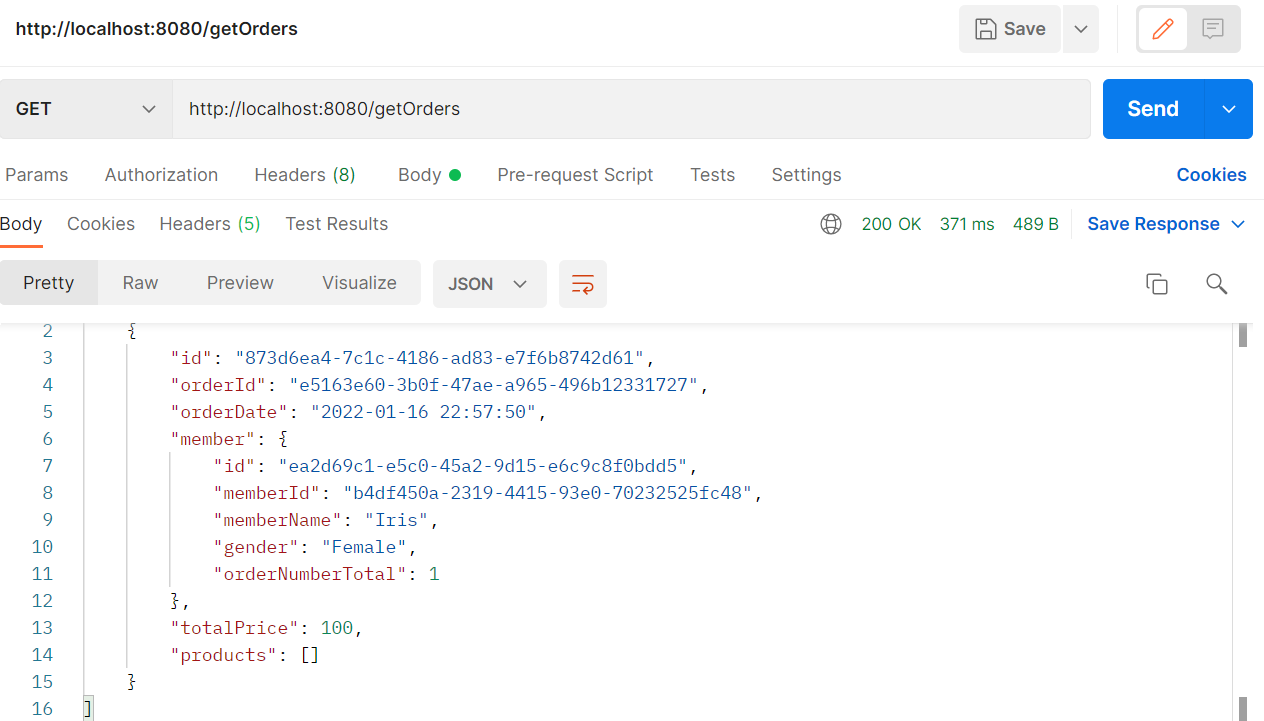 http://localhost:8080/getOrders Save
GET http://localhost:8080/getOrders Send
Params Authorization Headers (8) Body Pre-request Script Tests Settings Cookies
Body Cookies Headers (5) Test Results 200 OK 371 ms 489 B Save Response
Pretty Raw Preview Visualize JSON
2 {
3 "id": "873d6ea4-7c1c-4186-ad83-e7f6b8742d61",
4 "orderId": "e5163e60-3b0f-47ae-a965-496b12331727",
5 "orderDate": "2022-01-16 22:57:50",
6 "member": {
7 "id": "ea2d69c1-e5c0-45a2-9d15-e6c9c8f0bdd5",
8 "memberId": "b4df450a-2319-4415-93e0-70232525fc48",
9 "memberName": "Iris",
10 "gender": "Female",
11 "orderNumberTotal": 1
12 },
13 "totalPrice": 100,
14 "products": []
15 }
16 ]